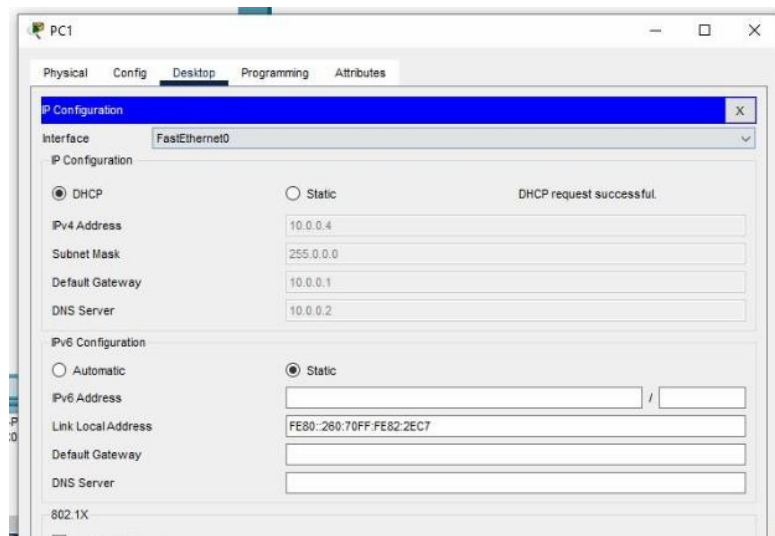 PC1
Physical Config Desktop Programming Attributes
IP Configuration X
Interface FastEthernet0
IP Configuration
DHCP Static DHCP request successful.
IPv4 Address 10.0.0.4
Subnet Mask 255.0.0.0
Default Gateway 10.0.0.1
DNS Server 10.0.0.2
IPv6 Configuration
Automatic Static
IPv6 Address /
Link Local Address FE80::260:70FF:FE82:2EC7
Default Gateway
DNS Server
802.1X